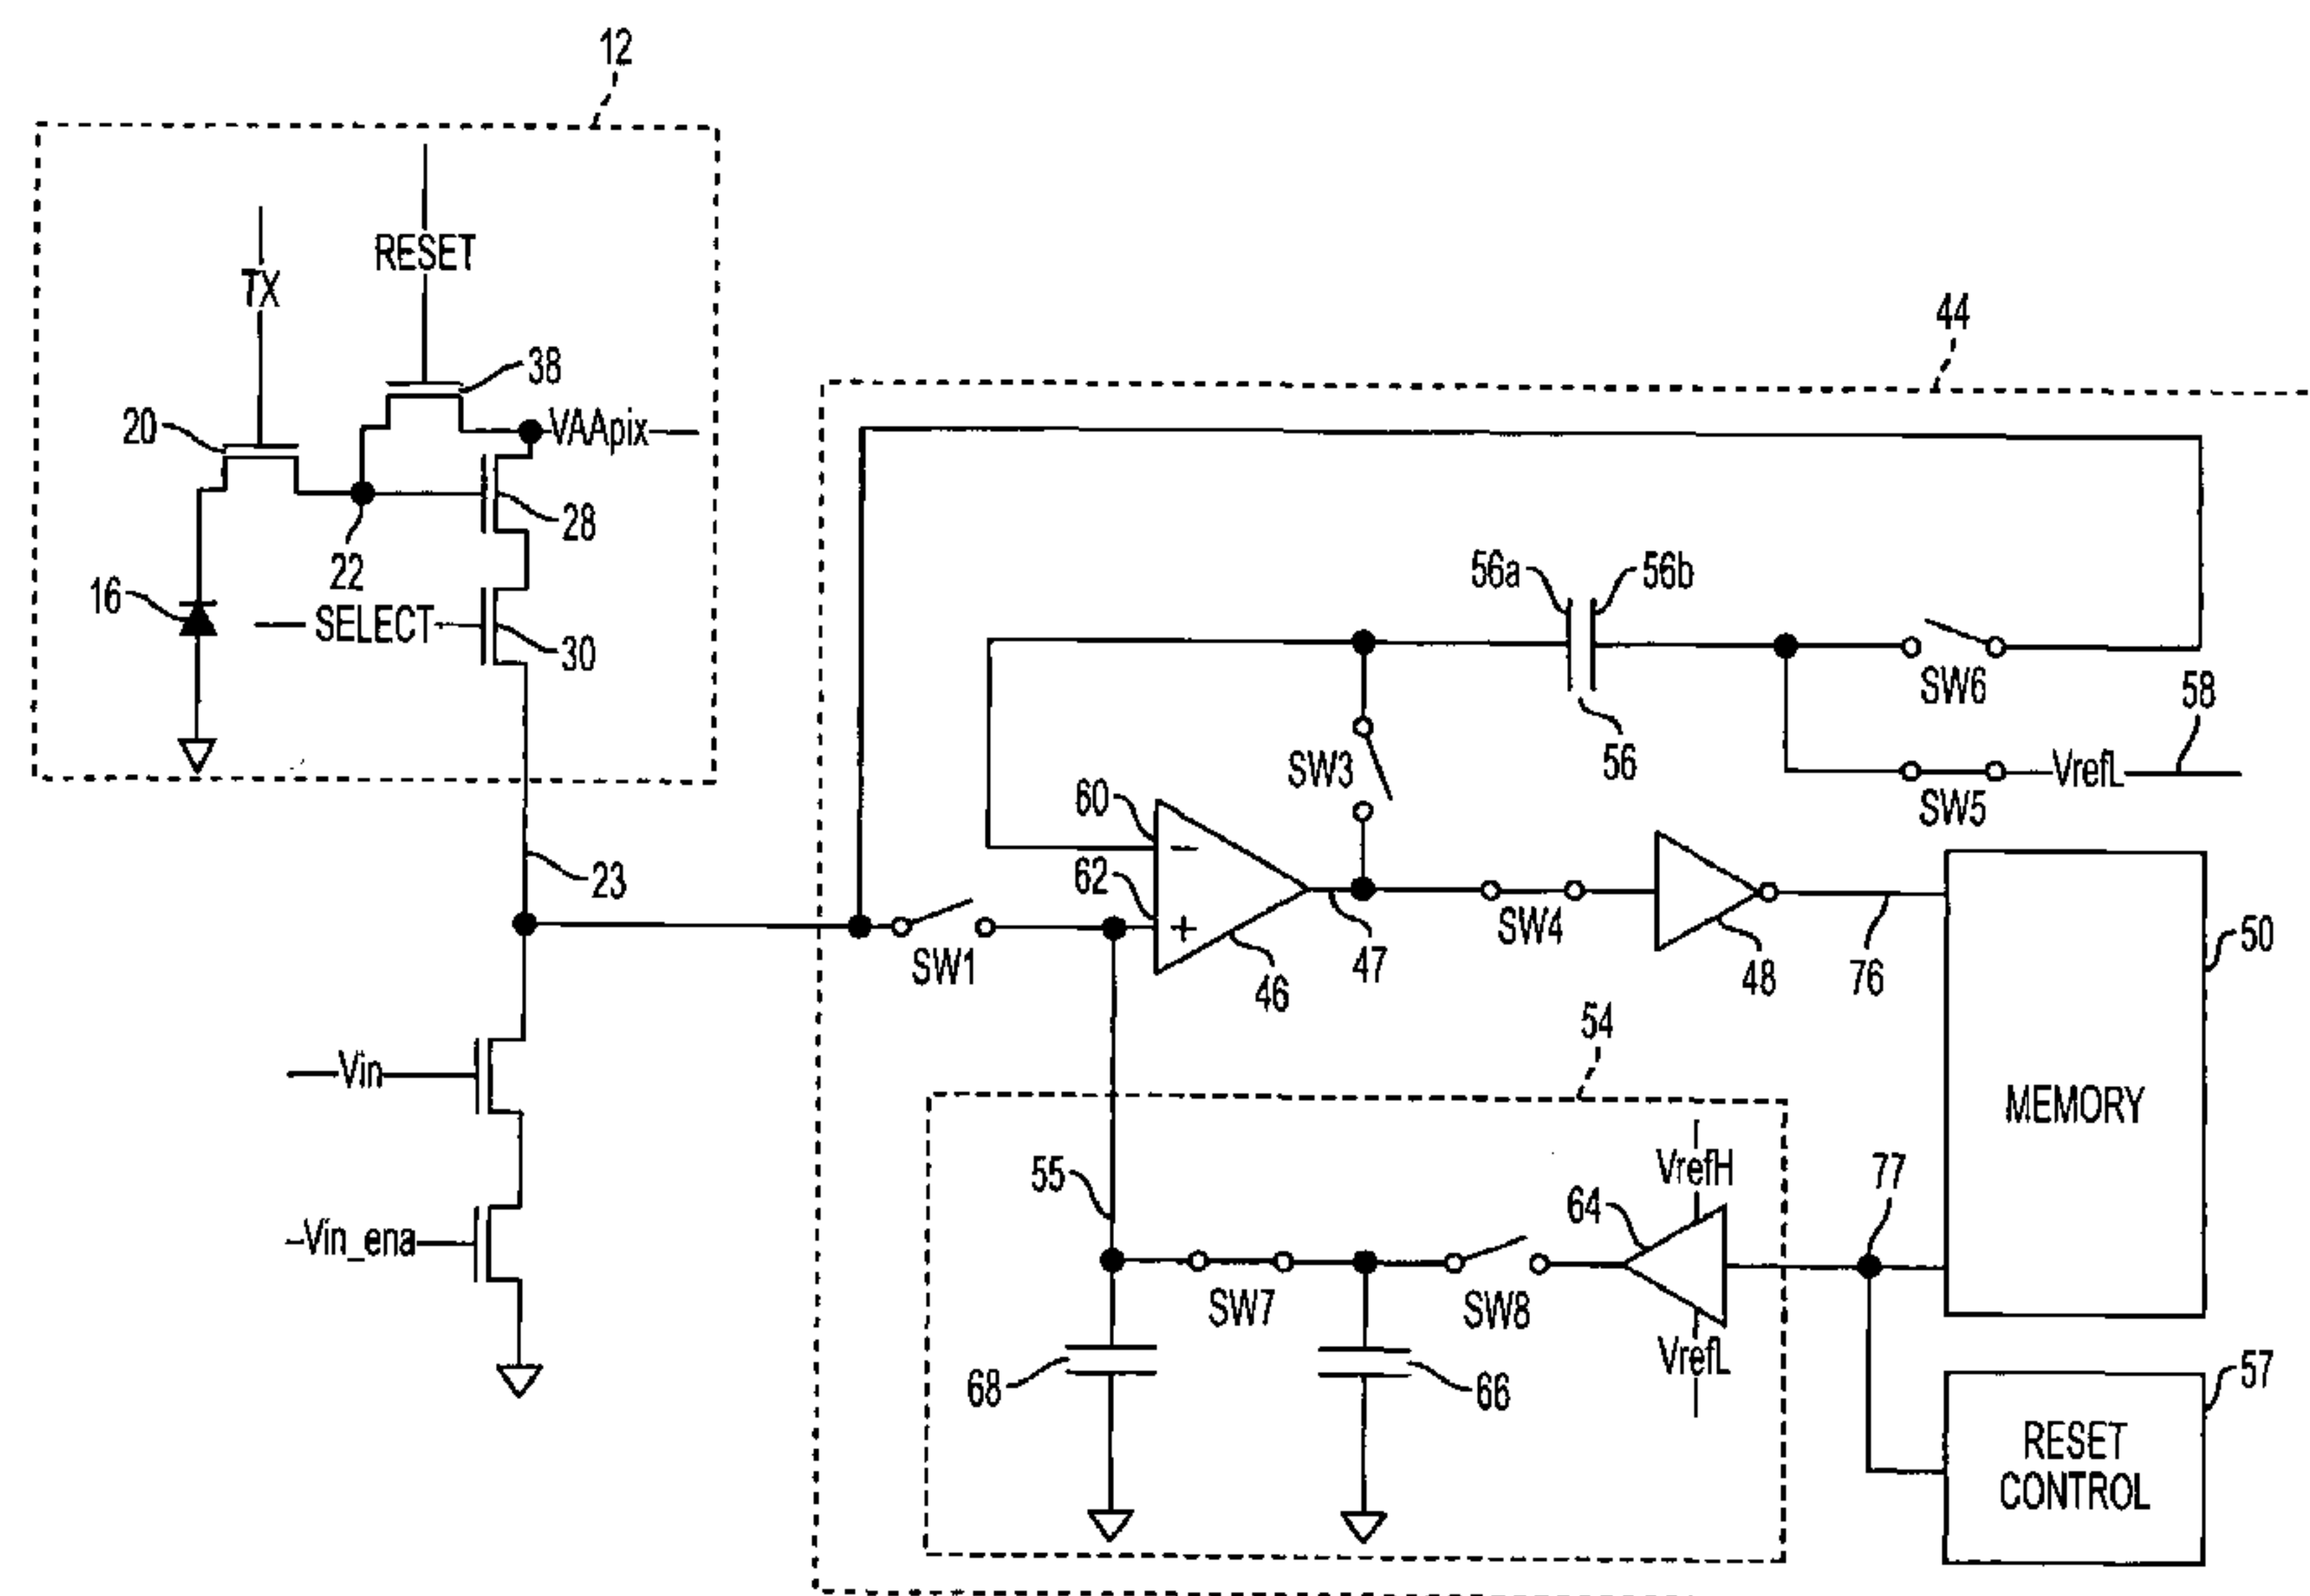 12
RESET
TX
44
38
20
VAApix
28
22
56a
56b
16
SELECT
30
SW6
58
SW3
56
VrefL
SW5
60
−
62
+
23
SW1
46
47
SW4
48
76
50
54
Vin
MEMORY
VrefH
55
64
77
Vin_ena
SW7
SW8
VrefL
68
66
57
RESET
CONTROL